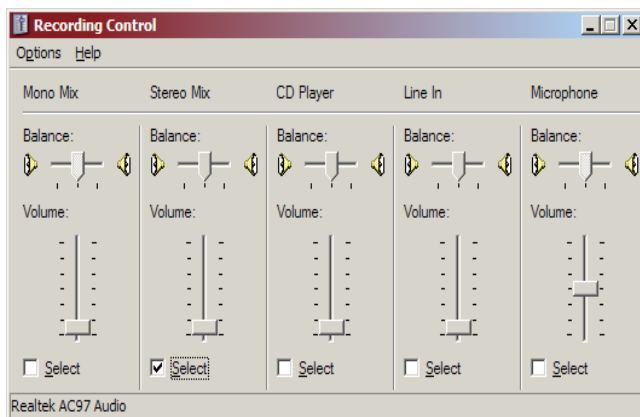 Recording Control
Options Help
Mono Mix Stereo Mix CD Player Line In Microphone
Balance: Balance: Balance: Balance: Balance:
Volume: Volume: Volume: Volume: Volume:
Select Select Select Select Select
Realtek AC97 Audio